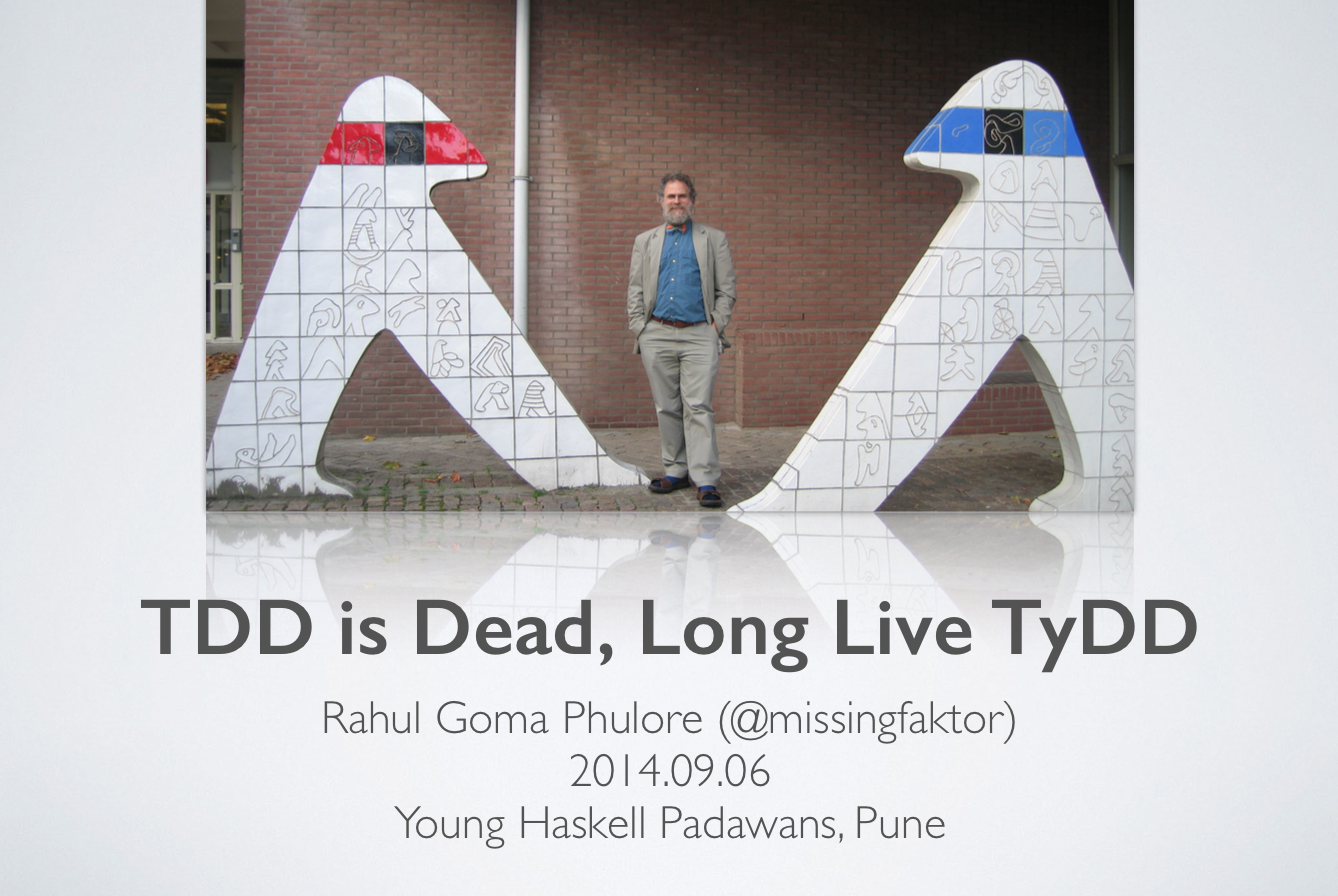 TDD is Dead, Long Live TyDD
Rahul Goma Phulore (@missingfaktor)
2014.09.06
Young Haskell Padawans, Pune